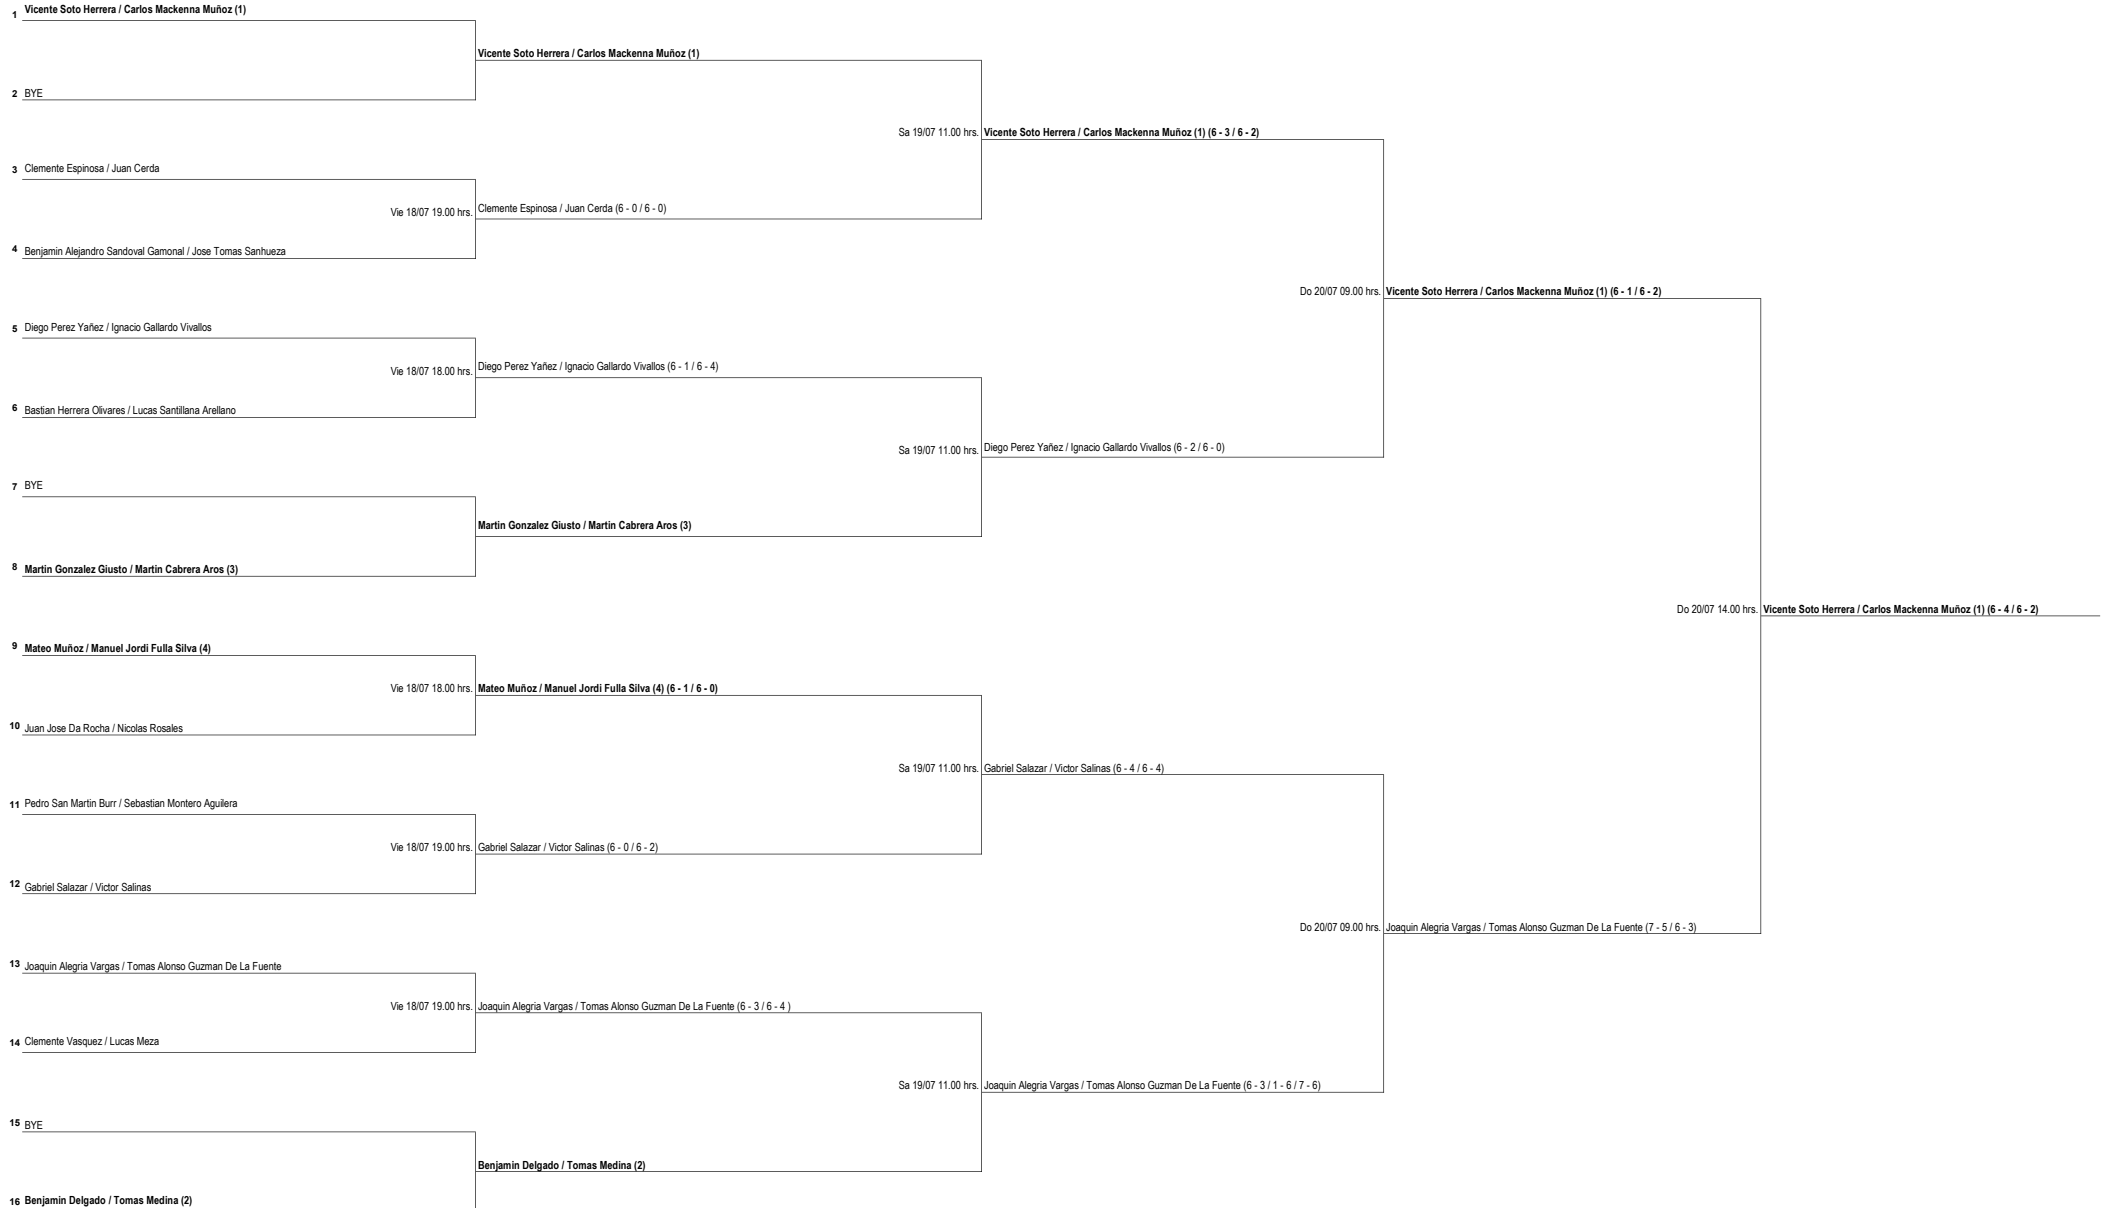 1 Vicente Soto Herrera / Carlos Mackenna Muñoz (1)
Vicente Soto Herrera / Carlos Mackenna Muñoz (1)
2 BYE
Sa 19/07 11.00 hrs. Vicente Soto Herrera / Carlos Mackenna Muñoz (1) (6 - 3 / 6 - 2)
3 Clemente Espinosa / Juan Cerda
Vie 18/07 19.00 hrs. Clemente Espinosa / Juan Cerda (6 - 0 / 6 - 0)
4 Benjamin Alejandro Sandoval Gamonal / Jose Tomas Sanhueza
Do 20/07 09.00 hrs. Vicente Soto Herrera / Carlos Mackenna Muñoz (1) (6 - 1 / 6 - 2)
5 Diego Perez Yañez / Ignacio Gallardo Vivallos
Vie 18/07 18.00 hrs. Diego Perez Yañez / Ignacio Gallardo Vivallos (6 - 1 / 6 - 4)
6 Bastian Herrera Olivares / Lucas Santillana Arellano
Sa 19/07 11.00 hrs. Diego Perez Yañez / Ignacio Gallardo Vivallos (6 - 2 / 6 - 0)
7 BYE
Martin Gonzalez Giusto / Martin Cabrera Aros (3)
8 Martin Gonzalez Giusto / Martin Cabrera Aros (3)
Do 20/07 14.00 hrs. Vicente Soto Herrera / Carlos Mackenna Muñoz (1) (6 - 4 / 6 - 2)
9 Mateo Muñoz / Manuel Jordi Fulla Silva (4)
Vie 18/07 18.00 hrs. Mateo Muñoz / Manuel Jordi Fulla Silva (4) (6 - 1 / 6 - 0)
10 Juan Jose Da Rocha / Nicolas Rosales
Sa 19/07 11.00 hrs. Gabriel Salazar / Victor Salinas (6 - 4 / 6 - 4)
11 Pedro San Martin Burr / Sebastian Montero Aguilera
Vie 18/07 19.00 hrs. Gabriel Salazar / Victor Salinas (6 - 0 / 6 - 2)
12 Gabriel Salazar / Victor Salinas
Do 20/07 09.00 hrs. Joaquin Alegria Vargas / Tomas Alonso Guzman De La Fuente (7 - 5 / 6 - 3)
13 Joaquin Alegria Vargas / Tomas Alonso Guzman De La Fuente
Vie 18/07 19.00 hrs. Joaquin Alegria Vargas / Tomas Alonso Guzman De La Fuente (6 - 3 / 6 - 4 )
14 Clemente Vasquez / Lucas Meza
Sa 19/07 11.00 hrs. Joaquin Alegria Vargas / Tomas Alonso Guzman De La Fuente (6 - 3 / 1 - 6 / 7 - 6)
15 BYE
Benjamin Delgado / Tomas Medina (2)
16 Benjamin Delgado / Tomas Medina (2)